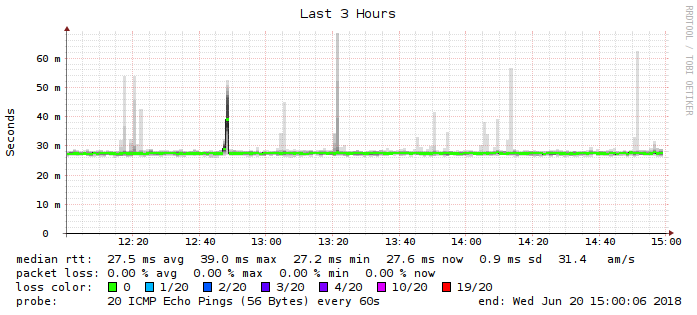 Last 3 Hours
RRDTOOL / TOBI OETIKER
Seconds
60 m
50 m
40 m
30 m
20 m
10 m
0
12:20 12:40 13:00 13:20 13:40 14:00 14:20 14:40 15:00
median rtt: 27.5 ms avg 39.0 ms max 27.2 ms min 27.6 ms now 0.9 ms sd 31.4 am/s
packet loss: 0.00 % avg 0.00 % max 0.00 % min 0.00 % now
loss color: 0 1/20 2/20 3/20 4/20 10/20 19/20
probe: 20 ICMP Echo Pings (56 Bytes) every 60s end: Wed Jun 20 15:00:06 2018